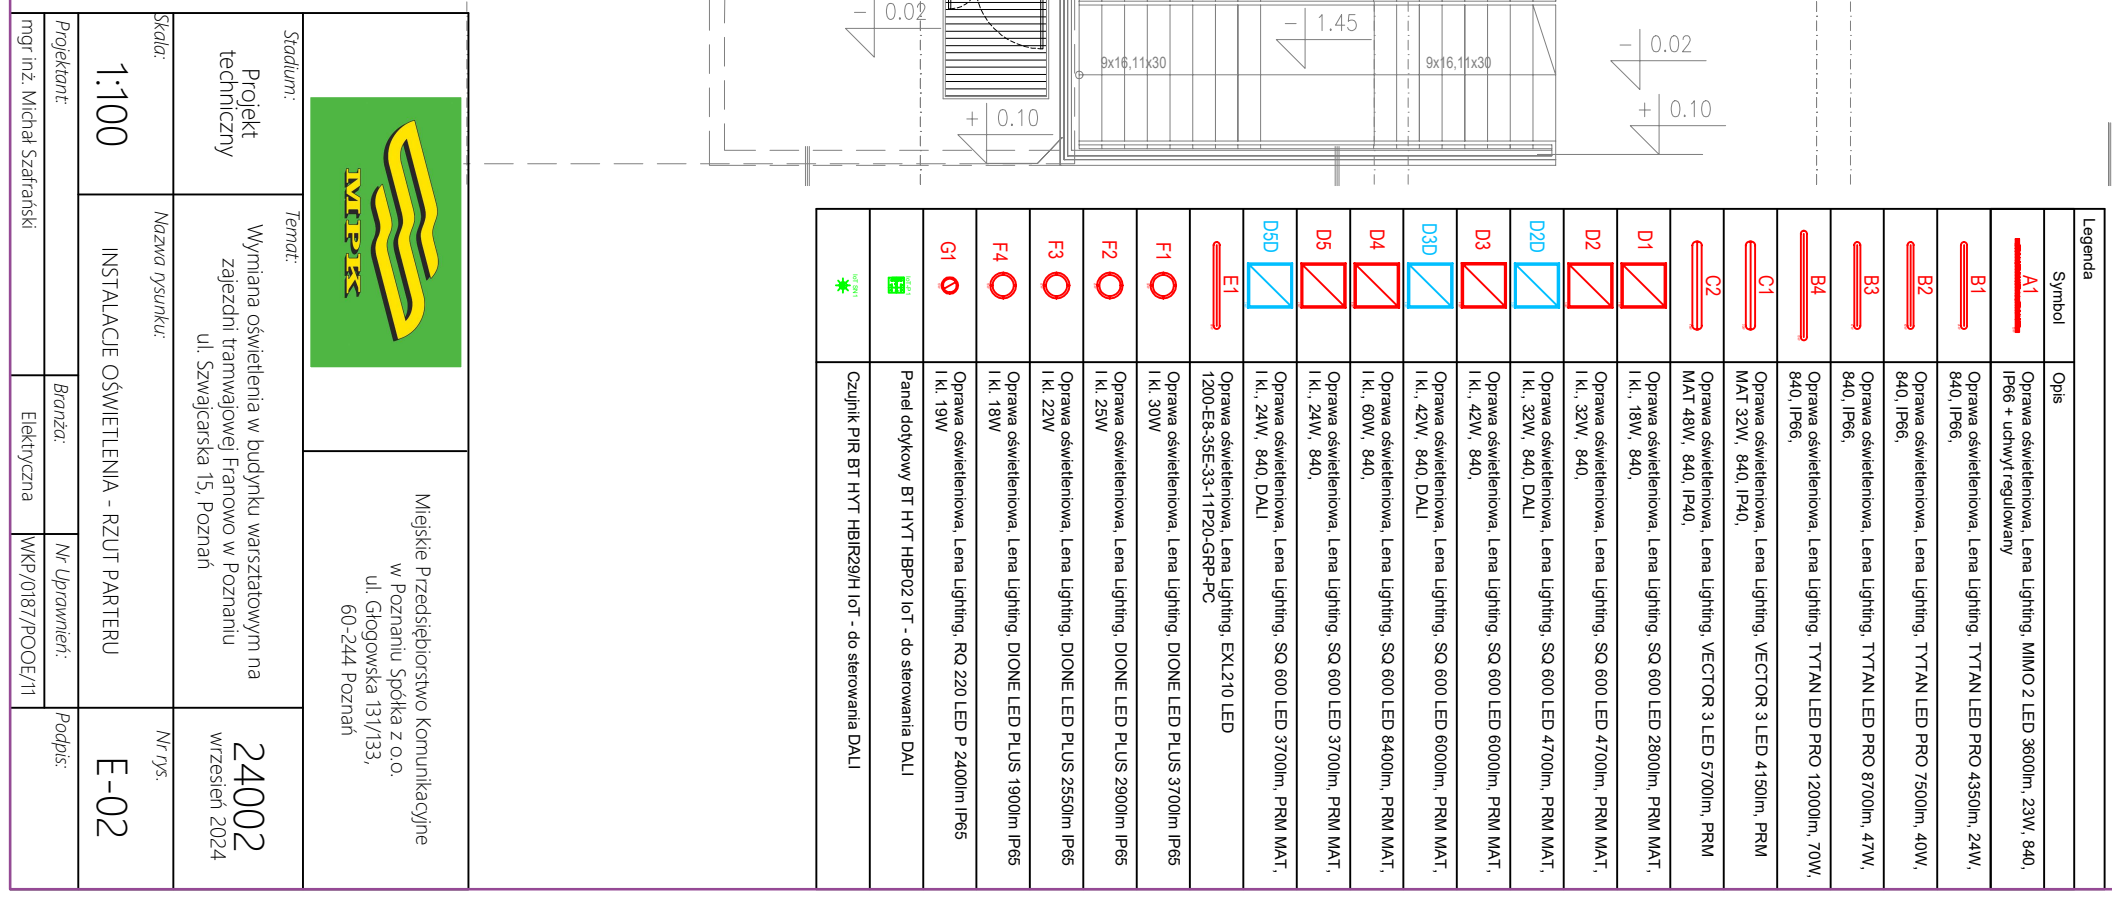 - 0.02
- 1.45
9x16,11x30
9x16,11x30
- 0.02
+ 0.10
+ 0.10
Legenda
Symbol
Opis
A1
Oprawa oświetleniowa, Lena Lighting, MIMO 2 LED 3600lm, 23W, 840,
IP66 + uchwyt regulowany
B1
Oprawa oświetleniowa, Lena Lighting, TYTAN LED PRO 4350lm, 24W,
840, IP66,
B2
Oprawa oświetleniowa, Lena Lighting, TYTAN LED PRO 7500lm, 40W,
840, IP66,
B3
Oprawa oświetleniowa, Lena Lighting, TYTAN LED PRO 8700lm, 47W,
840, IP66,
B4
Oprawa oświetleniowa, Lena Lighting, TYTAN LED PRO 12000lm, 70W,
840, IP66,
C1
Oprawa oświetleniowa, Lena Lighting, VECTOR 3 LED 4150lm, PRM
MAT 32W, 840, IP40,
C2
Oprawa oświetleniowa, Lena Lighting, VECTOR 3 LED 5700lm, PRM
MAT 48W, 840, IP40,
D1
Oprawa oświetleniowa, Lena Lighting, SQ 600 LED 2800lm, PRM MAT,
I kl., 18W, 840,
D2
Oprawa oświetleniowa, Lena Lighting, SQ 600 LED 4700lm, PRM MAT,
I kl., 32W, 840,
D2D
Oprawa oświetleniowa, Lena Lighting, SQ 600 LED 4700lm, PRM MAT,
I kl., 32W, 840, DALI
D3
Oprawa oświetleniowa, Lena Lighting, SQ 600 LED 6000lm, PRM MAT,
I kl., 42W, 840,
D3D
Oprawa oświetleniowa, Lena Lighting, SQ 600 LED 6000lm, PRM MAT,
I kl., 42W, 840, DALI
D4
Oprawa oświetleniowa, Lena Lighting, SQ 600 LED 8400lm, PRM MAT,
I kl., 60W, 840,
D5
Oprawa oświetleniowa, Lena Lighting, SQ 600 LED 3700lm, PRM MAT,
I kl., 24W, 840,
D5D
Oprawa oświetleniowa, Lena Lighting, SQ 600 LED 3700lm, PRM MAT,
I kl., 24W, 840, DALI
E1
Oprawa oświetleniowa, Lena Lighting, EXL210 LED
1200-E8-35E-33-11P20-GRP-PC
F1
Oprawa oświetleniowa, Lena Lighting, DIONE LED PLUS 3700lm IP65
I kl. 30W
F2
Oprawa oświetleniowa, Lena Lighting, DIONE LED PLUS 2900lm IP65
I kl. 25W
F3
Oprawa oświetleniowa, Lena Lighting, DIONE LED PLUS 2550lm IP65
I kl. 22W
F4
Oprawa oświetleniowa, Lena Lighting, DIONE LED PLUS 1900lm IP65
I kl. 18W
G1
Oprawa oświetleniowa, Lena Lighting, RQ 220 LED P 2400lm IP65
I kl. 19W
Panel dotykowy BT HYT HBP02 IoT - do sterowania DALI
Czujnik PIR BT HYT HBIR29/H IoT - do sterowania DALI
MPK
Miejskie Przedsiębiorstwo Komunikacyjne
w Poznaniu Spółka z o.o.
ul. Głogowska 131/133,
60-244 Poznań
Stadium:
Projekt
techniczny
Temat:
Wymiana oświetlenia w budynku warsztatowym na
zajezdni tramwajowej Franowo w Poznaniu
ul. Szwajcarska 15, Poznań
24002
wrzesień 2024
Skala:
1:100
Nazwa rysunku:
INSTALACJE OŚWIETLENIA - RZUT PARTERU
Nr rys.
E-02
Projektant:
Branża:
Nr Uprawnień:
Podpis:
mgr inż. Michał Szafrański
Elektryczna
WKP/0187/POOE/11